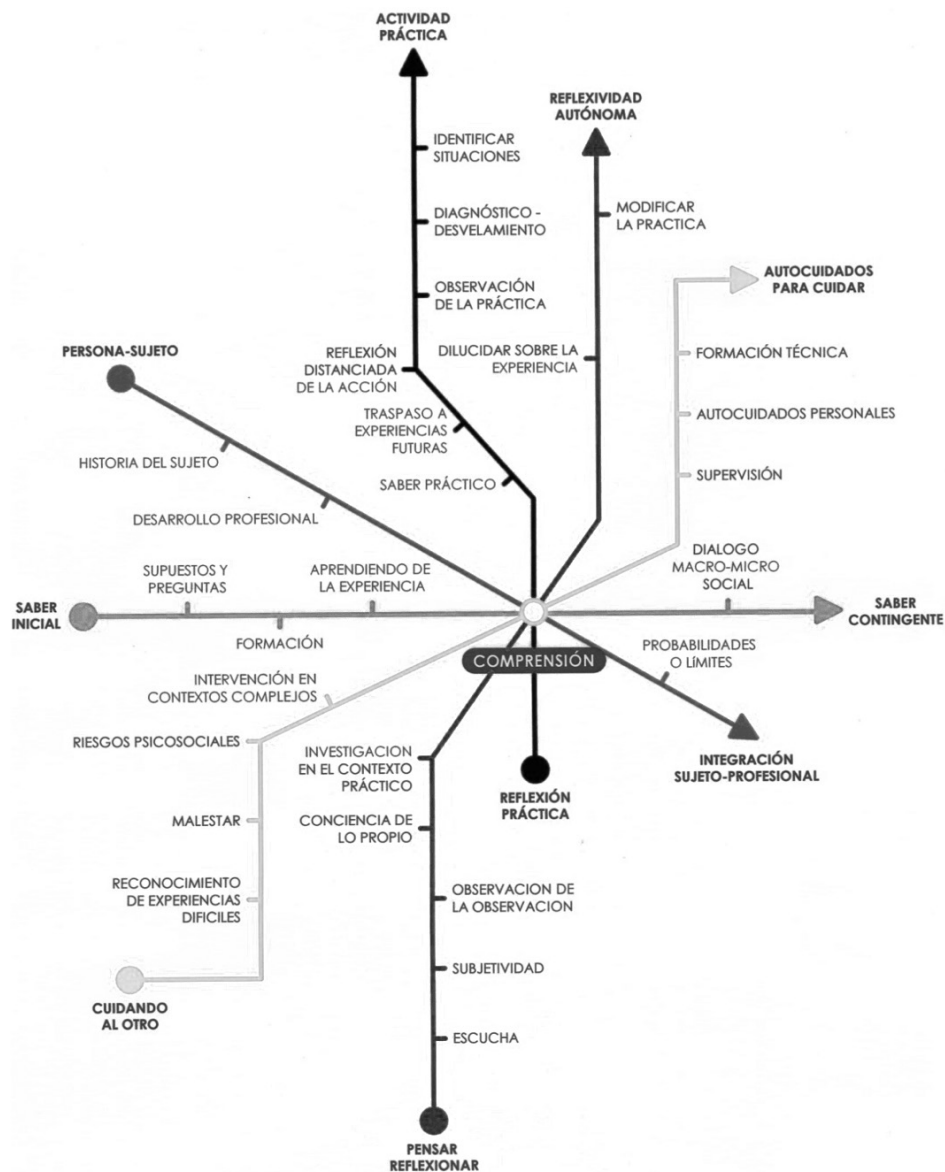 ACTIVIDAD
PRÁCTICA
REFLEXIVIDAD
AUTÓNOMA
IDENTIFICAR
SITUACIONES
MODIFICAR
LA PRACTICA
DIAGNÓSTICO -
DESVELAMIENTO
AUTOCUIDADOS
PARA CUIDAR
OBSERVACIÓN
DE LA PRÁCTICA
PERSONA-SUJETO
REFLEXIÓN
DISTANCIADA
DE LA ACCIÓN
DILUCIDAR SOBRE LA
EXPERIENCIA
FORMACIÓN TÉCNICA
TRASPASO A
EXPERIENCIAS
FUTURAS
AUTOCUIDADOS PERSONALES
HISTORIA DEL SUJETO
SABER PRÁCTICO
SUPERVISIÓN
DESARROLLO PROFESIONAL
DIALOGO
MACRO-MICRO
SOCIAL
SUPUESTOS Y
PREGUNTAS
APRENDIENDO DE
LA EXPERIENCIA
SABER
INICIAL
SABER
CONTINGENTE
FORMACIÓN
PROBABILIDADES
O LÍMITES
COMPRENSIÓN
INTERVENCIÓN EN
CONTEXTOS COMPLEJOS
RIESGOS PSICOSOCIALES
INVESTIGACION
EN EL CONTEXTO
PRÁCTICO
INTEGRACIÓN
SUJETO-PROFESIONAL
REFLEXIÓN
PRÁCTICA
MALESTAR
CONCIENCIA DE
LO PROPIO
RECONOCIMIENTO
DE EXPERIENCIAS
DIFICILES
OBSERVACION DE
LA OBSERVACION
SUBJETIVIDAD
CUIDANDO
AL OTRO
ESCUCHA
PENSAR
REFLEXIONAR